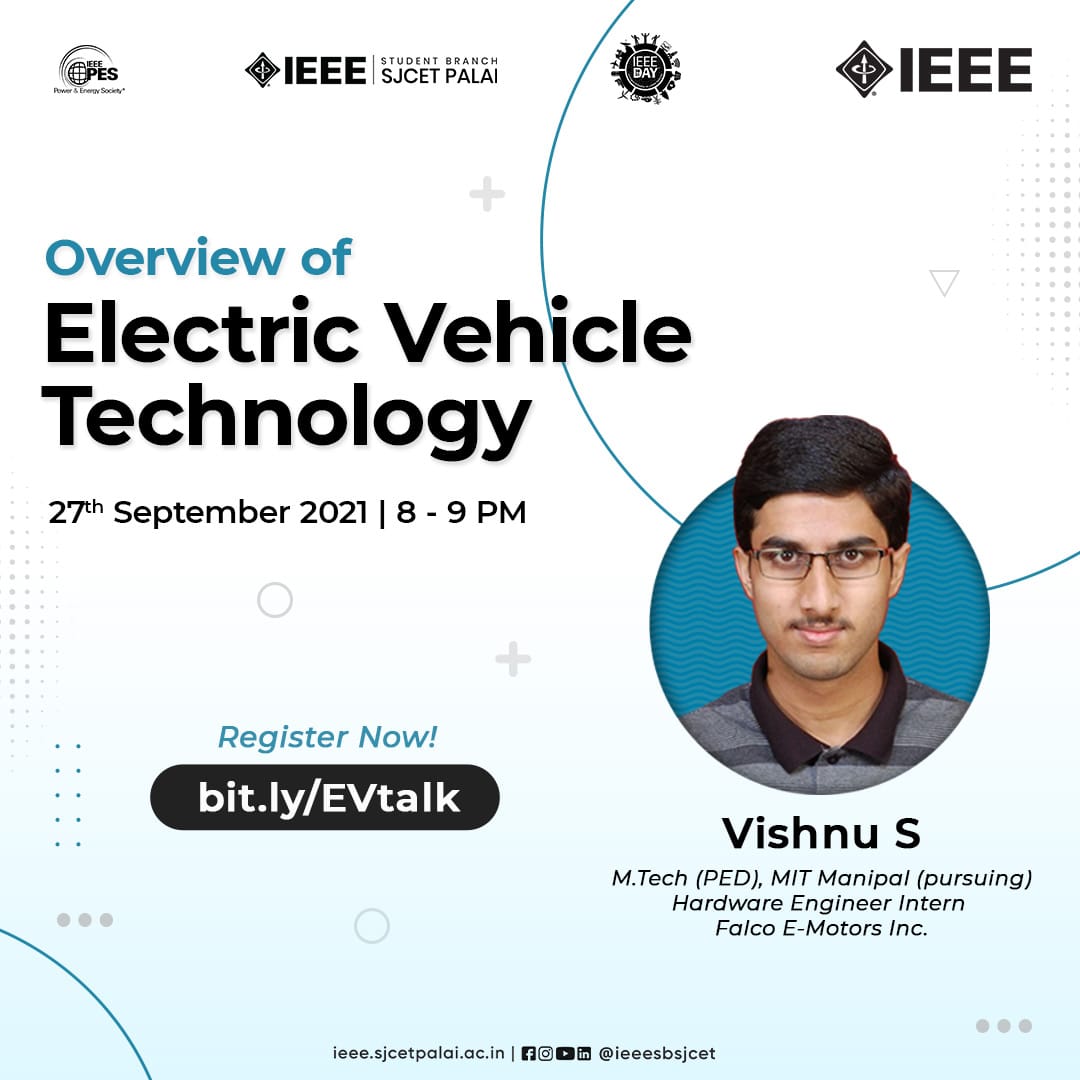 IEEE
PES
Power & Energy Society®
IEEE
STUDENT BRANCH
SJCET PALAI
IEEE
DAY
IEEE
Overview of
Electric Vehicle
Technology
27th September 2021 | 8 - 9 PM
Register Now!
bit.ly/EVtalk
Vishnu S
M.Tech (PED), MIT Manipal (pursuing)
Hardware Engineer Intern
Falco E-Motors Inc.
ieee.sjcetpalai.ac.in | @ieeesbsjcet